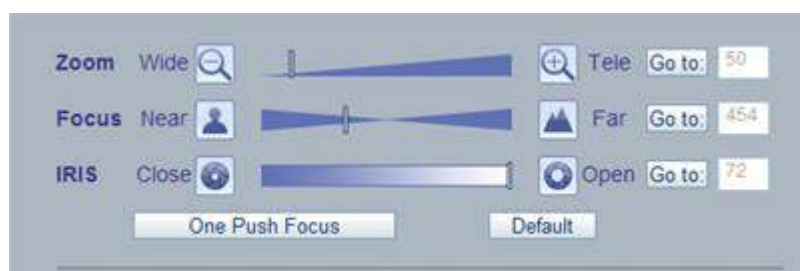 Zoom Wide Tele Go to: 50
Focus Near Far Go to: 454
IRIS Close Open Go to: 72
One Push Focus Default